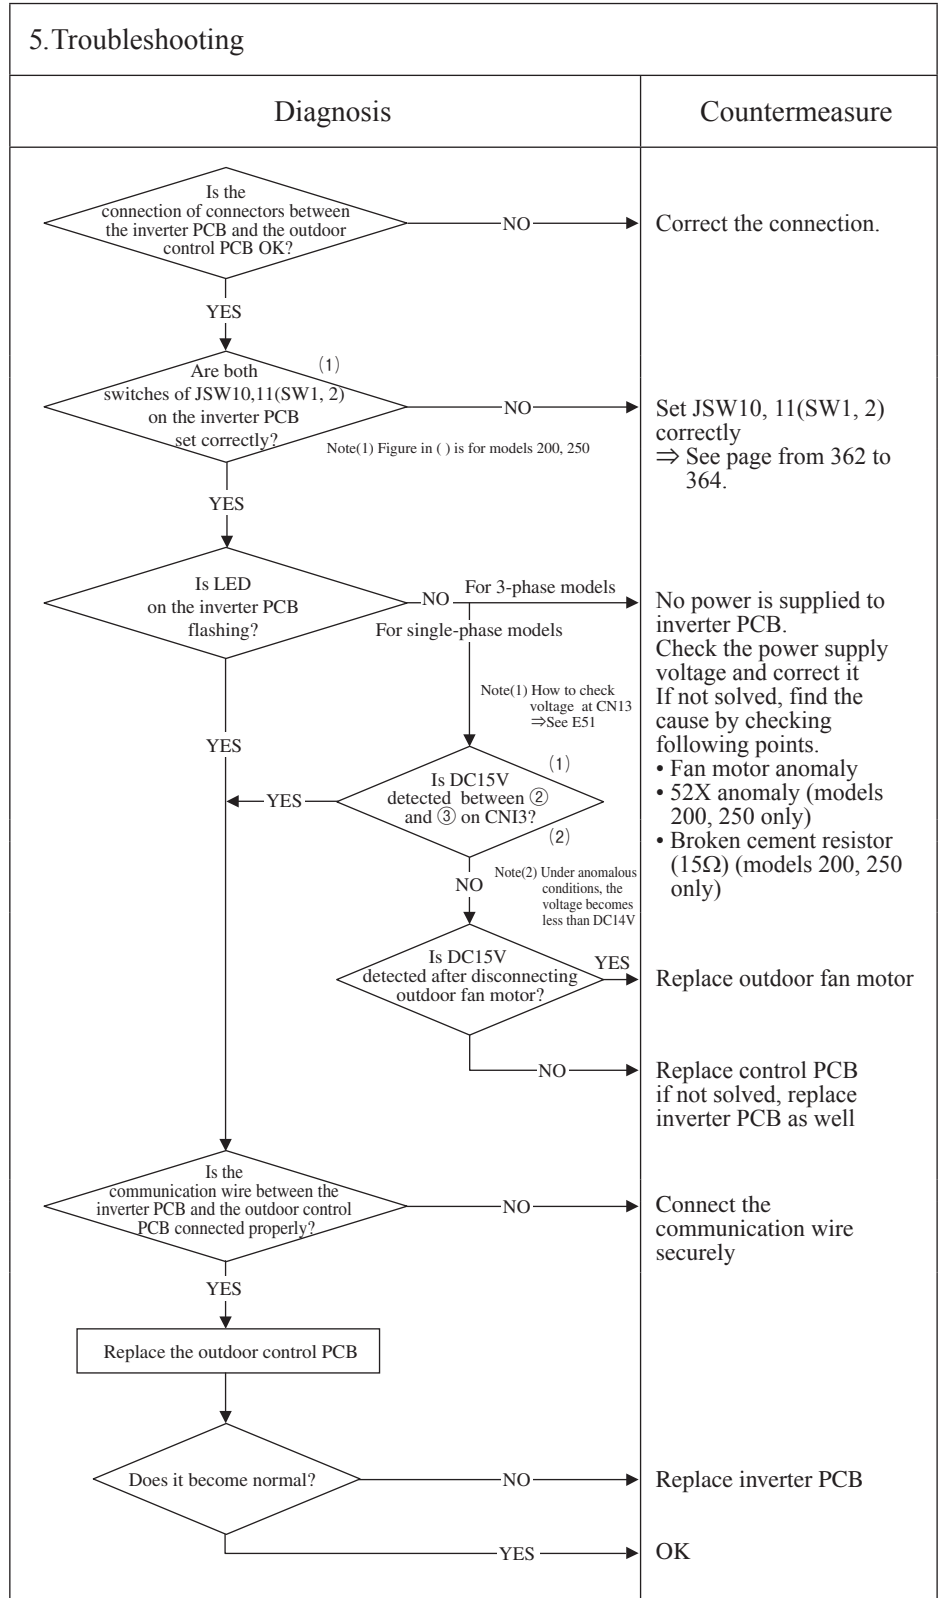 5.Troubleshooting
Diagnosis
Countermeasure
Is the
connection of connectors between
the inverter PCB and the outdoor
control PCB OK?
NO
Correct the connection.
YES
Are both
(1)
switches of JSW10,11(SW1, 2)
on the inverter PCB
set correctly?
NO
Note(1) Figure in ( ) is for models 200, 250
Set JSW10, 11(SW1, 2)
correctly
⇒ See page from 362 to
364.
YES
Is LED
on the inverter PCB
flashing?
NO
For 3-phase models
For single-phase models
No power is supplied to
inverter PCB.
Check the power supply
voltage and correct it
If not solved, find the
cause by checking
following points.
• Fan motor anomaly
• 52X anomaly (models
200, 250 only)
• Broken cement resistor
(15Ω) (models 200, 250
only)
Note(1) How to check
voltage at CN13
⇒See E51
YES
Is DC15V
(1)
detected between ②
and ③ on CNI3?
(2)
YES
NO
Note(2) Under anomalous
conditions, the
voltage becomes
less than DC14V
Is DC15V
detected after disconnecting
outdoor fan motor?
YES
Replace outdoor fan motor
NO
Replace control PCB
if not solved, replace
inverter PCB as well
Is the
communication wire between the
inverter PCB and the outdoor control
PCB connected properly?
NO
Connect the
communication wire
securely
YES
Replace the outdoor control PCB
Does it become normal?
NO
Replace inverter PCB
YES
OK